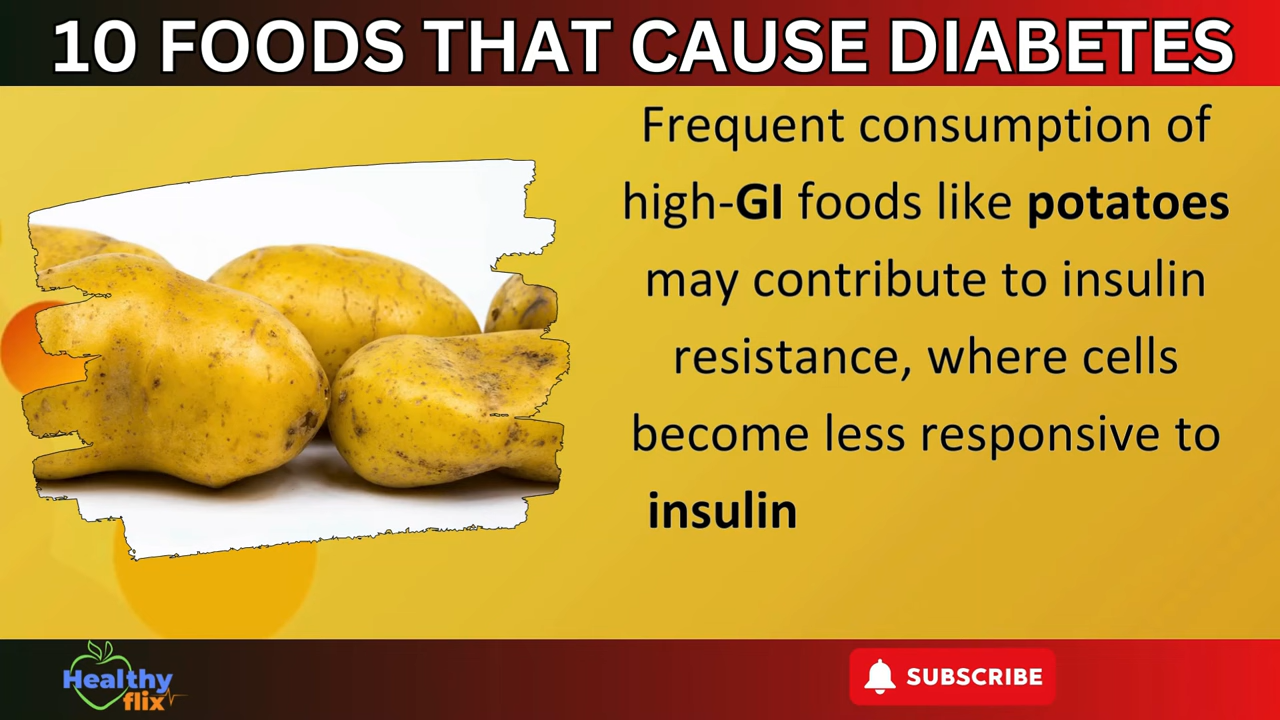 10 FOODS THAT CAUSE DIABETES
Frequent consumption of
high-GI foods like potatoes
may contribute to insulin
resistance, where cells
become less responsive to
insulin
Healthy
flix
SUBSCRIBE